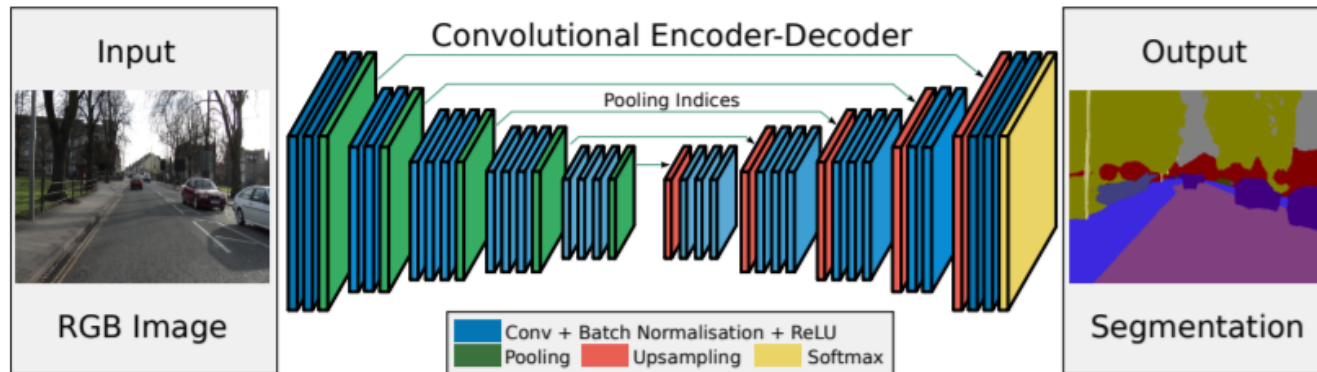 Input
RGB Image
Convolutional Encoder-Decoder
Pooling Indices
Conv + Batch Normalisation + ReLU
Pooling Upsampling Softmax
Output
Segmentation